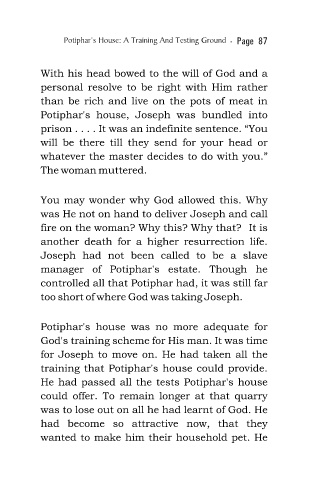 Potiphar's House: A Training And Testing Ground . Page 87
With his head bowed to the will of God and a
personal resolve to be right with Him rather
than be rich and live on the pots of meat in
Potiphar's house, Joseph was bundled into
prison . . . . It was an indefinite sentence. “You
will be there till they send for your head or
whatever the master decides to do with you.”
The woman muttered.
You may wonder why God allowed this. Why
was He not on hand to deliver Joseph and call
fire on the woman? Why this? Why that? It is
another death for a higher resurrection life.
Joseph had not been called to be a slave
manager of Potiphar's estate. Though he
controlled all that Potiphar had, it was still far
too short of where God was taking Joseph.
Potiphar's house was no more adequate for
God's training scheme for His man. It was time
for Joseph to move on. He had taken all the
training that Potiphar's house could provide.
He had passed all the tests Potiphar's house
could offer. To remain longer at that quarry
was to lose out on all he had learnt of God. He
had become so attractive now, that they
wanted to make him their household pet. He